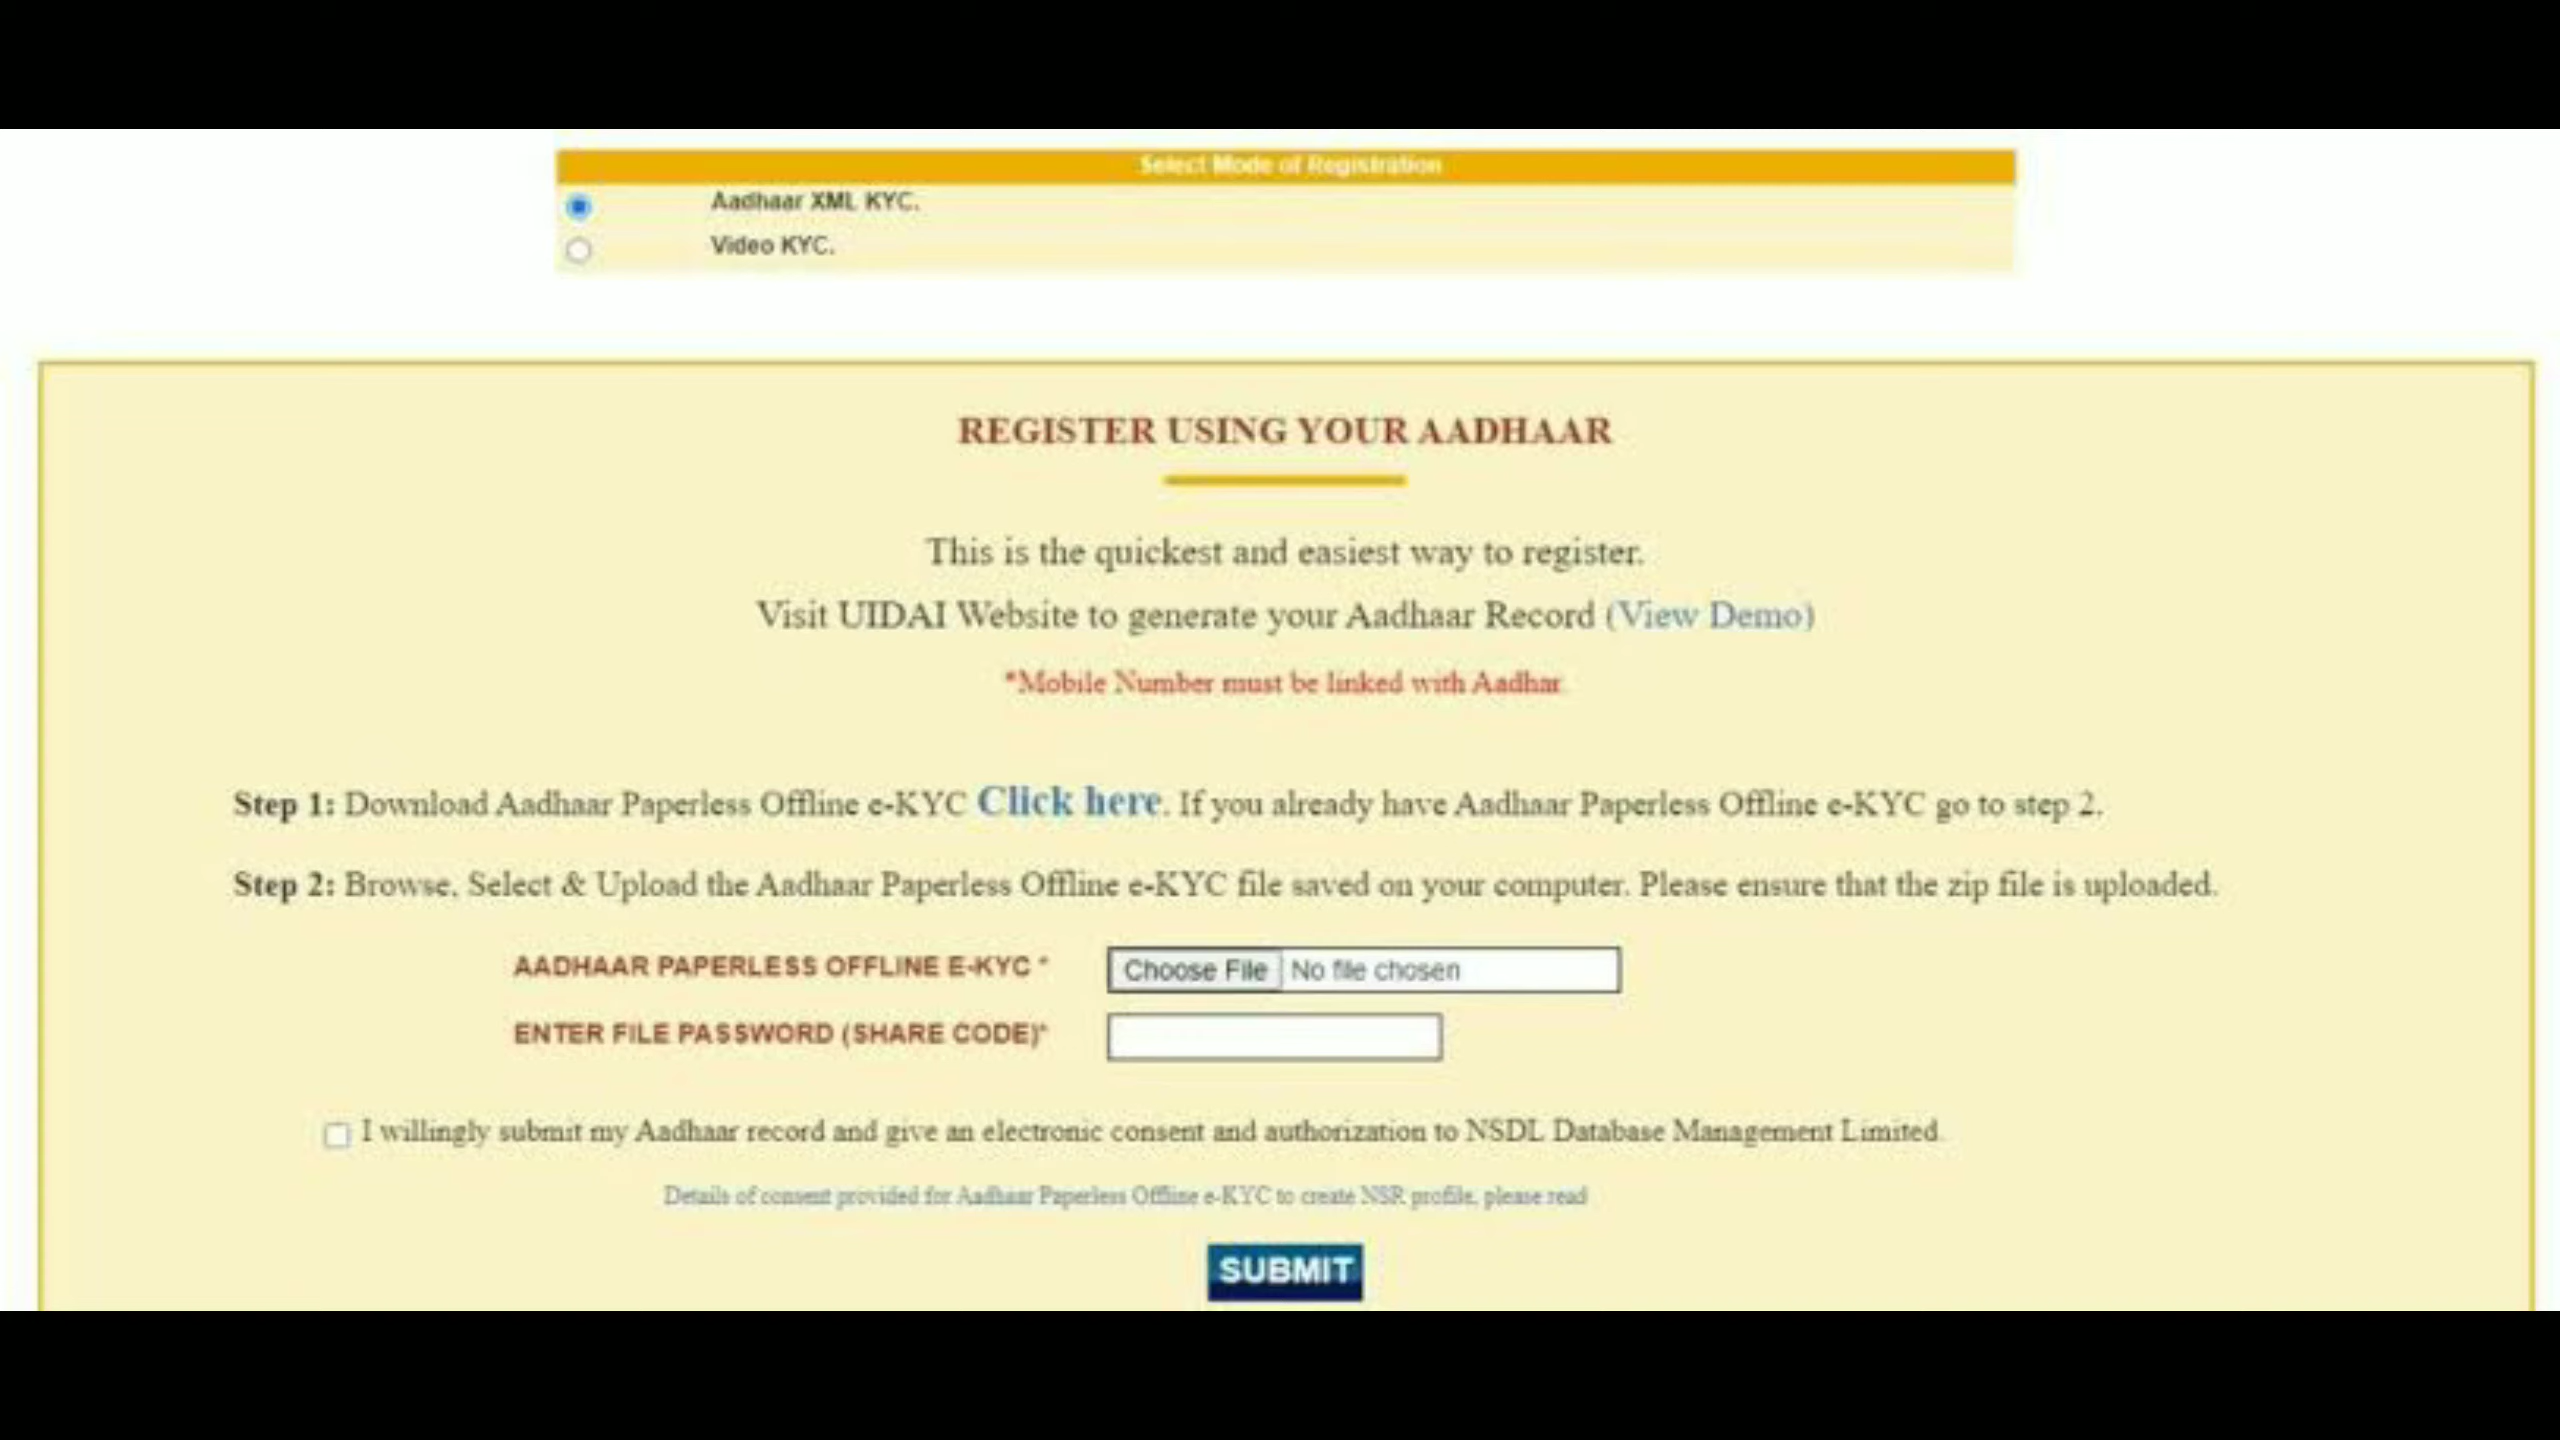 Select Mode of Registration
Aadhaar XML KYC.
Video KYC.
REGISTER USING YOUR AADHAAR
This is the quickest and easiest way to register.
Visit UIDAI Website to generate your Aadhaar Record (View Demo)
*Mobile Number must be linked with Aadhar.
Step 1: Download Aadhaar Paperless Offline e-KYC Click here. If you already have Aadhaar Paperless Offline e-KYC go to step 2.
Step 2: Browse, Select & Upload the Aadhaar Paperless Offline e-KYC file saved on your computer. Please ensure that the zip file is uploaded.
AADHAAR PAPERLESS OFFLINE E-KYC * Choose File No file chosen
ENTER FILE PASSWORD (SHARE CODE)*
I willingly submit my Aadhaar record and give an electronic consent and authorization to NSDL Database Management Limited.
Details of consent provided for Aadhaar Paperless Offline e-KYC to create NSR profile, please read
SUBMIT